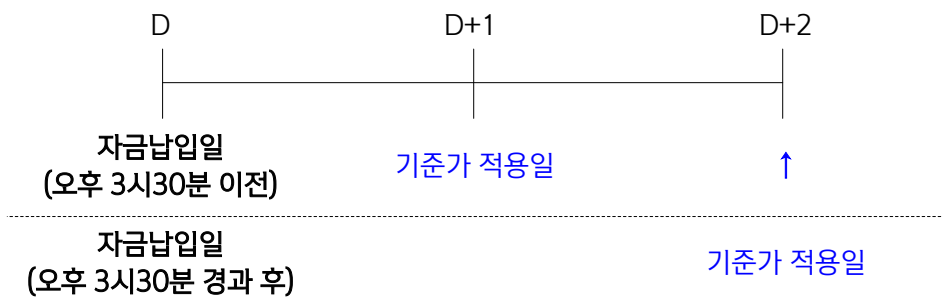 D D+1 D+2
자금납입일
(오후 3시30분 이전)
기준가 적용일
↑
자금납입일
(오후 3시30분 경과 후)
기준가 적용일